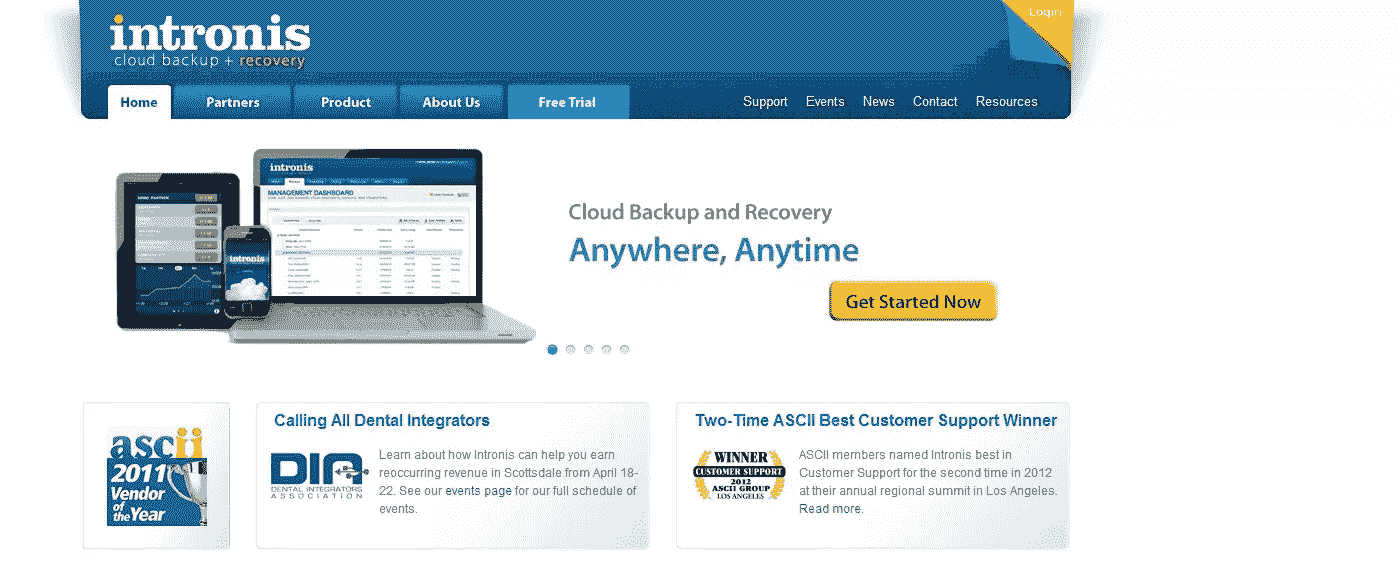 Login
intronis
cloud backup + recovery
Home Partners Product About Us Free Trial Support Events News Contact Resources
intronis
MANAGEMENT DASHBOARD
intronis
Cloud Backup and Recovery
Anywhere, Anytime
Get Started Now
ascii
2011
Vendor
of the Year
Calling All Dental Integrators
DIA
DENTAL INTEGRATORS
ASSOCIATION
Learn about how Intronis can help you earn
reoccurring revenue in Scottsdale from April 18-
22. See our events page for our full schedule of
events.
Two-Time ASCII Best Customer Support Winner
WINNER
CUSTOMER SUPPORT
2012
ASCII GROUP
LOS ANGELES
ASCII members named Intronis best in
Customer Support for the second time in 2012
at their annual regional summit in Los Angeles.
Read more.